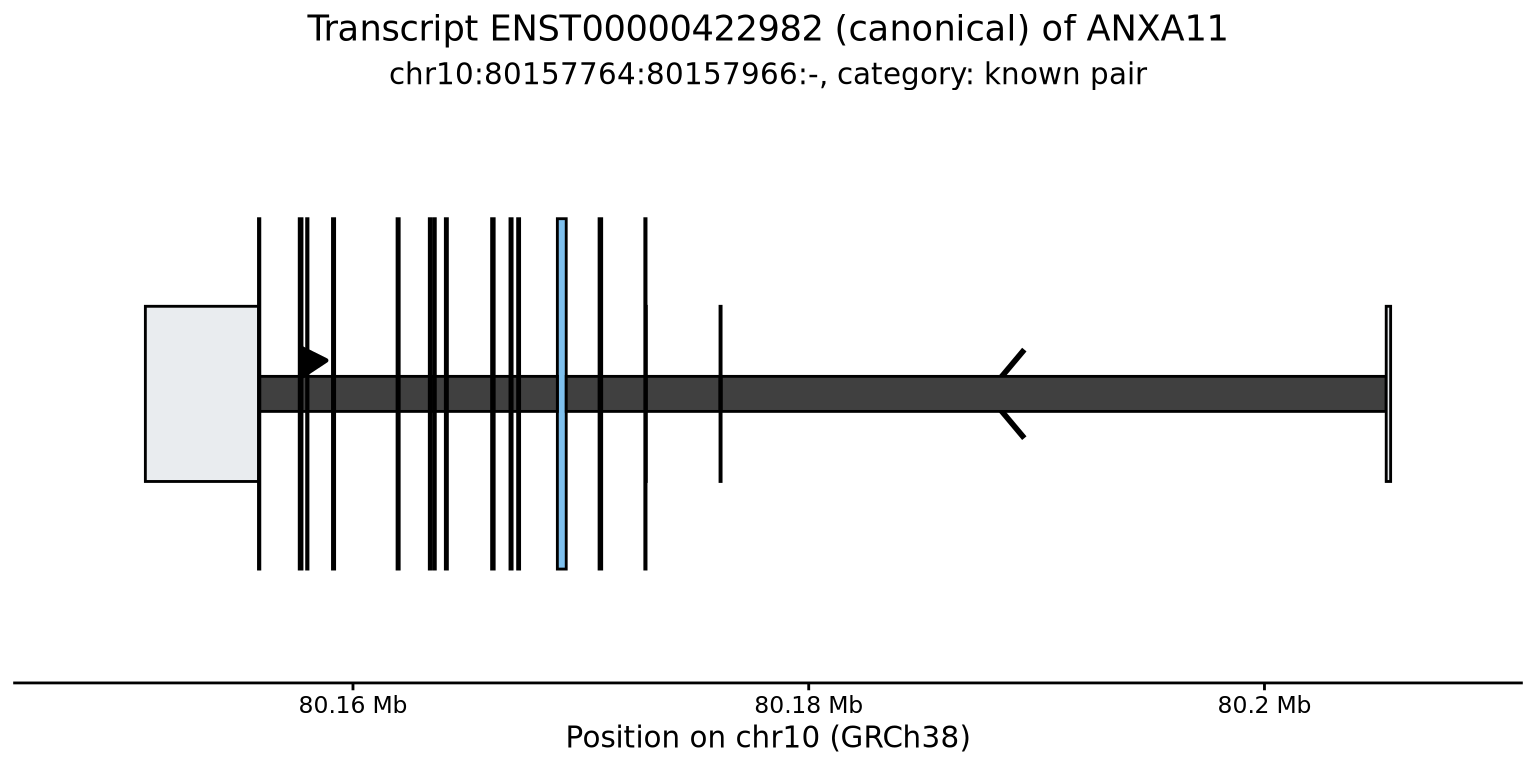 Transcript ENST00000422982 (canonical) of ANXA11
chr10:80157764:80157966:-, category: known pair
80.16 Mb
80.18 Mb
80.2 Mb
Position on chr10 (GRCh38)